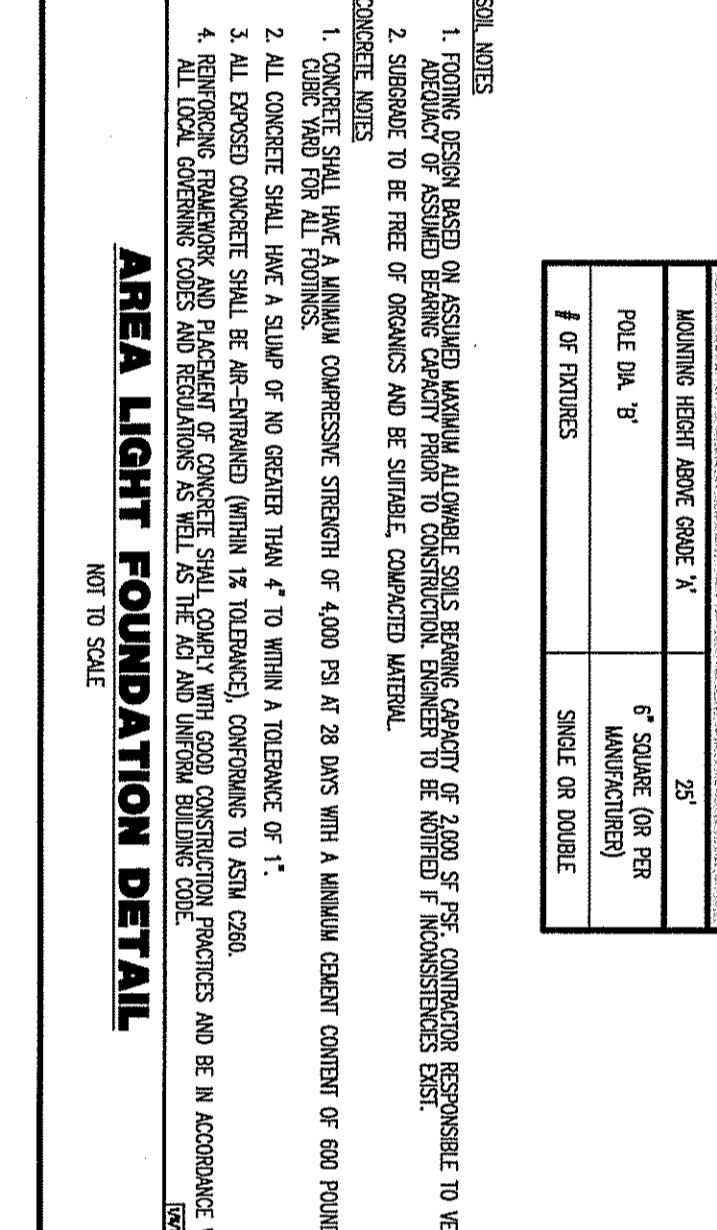 MOUNTING HEIGHT ABOVE GRADE 'A' 25'
POLE DIA. 'B' 6" SQUARE (OR PER
MANUFACTURER)
# OF FIXTURES SINGLE OR DOUBLE
SOIL NOTES
1. FOOTING DESIGN BASED ON ASSUMED MAXIMUM ALLOWABLE SOILS BEARING CAPACITY OF 2,000 SF PSF. CONTRACTOR RESPONSIBLE TO VE
ADEQUACY OF ASSUMED BEARING CAPACITY PRIOR TO CONSTRUCTION. ENGINEER TO BE NOTIFIED IF INCONSISTENCIES EXIST.
2. SUBGRADE TO BE FREE OF ORGANICS AND BE SUITABLE, COMPACTED MATERIAL.
CONCRETE NOTES
1. CONCRETE SHALL HAVE A MINIMUM COMPRESSIVE STRENGTH OF 4,000 PSI AT 28 DAYS WITH A MINIMUM CEMENT CONTENT OF 600 POUND
CUBIC YARD FOR ALL FOOTINGS.
2. ALL CONCRETE SHALL HAVE A SLUMP OF NO GREATER THAN 4" TO WITHIN A TOLERANCE OF 1".
3. ALL EXPOSED CONCRETE SHALL BE AIR-ENTRAINED (WITHIN 1% TOLERANCE), CONFORMING TO ASTM C260.
4. REINFORCING FRAMEWORK AND PLACEMENT OF CONCRETE SHALL COMPLY WITH GOOD CONSTRUCTION PRACTICES AND BE IN ACCORDANCE
ALL LOCAL GOVERNING CODES AND REGULATIONS AS WELL AS THE ACI AND UNIFORM BUILDING CODE.
AREA LIGHT FOUNDATION DETAIL
NOT TO SCALE